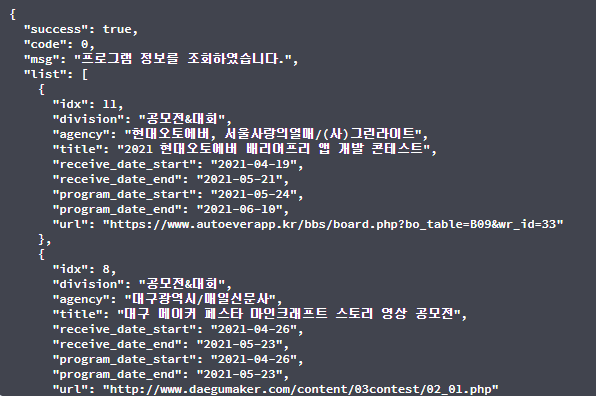 {
"success": true,
"code": 0,
"msg": "프로그램 정보를 조회하였습니다.",
"list": [
{
"idx": 11,
"division": "공모전&대회",
"agency": "현대오토에버, 서울사랑의열매/(사)그린라이트",
"title": "2021 현대오토에버 배리어프리 앱 개발 콘테스트",
"receive_date_start": "2021-04-19",
"receive_date_end": "2021-05-21",
"program_date_start": "2021-05-24",
"program_date_end": "2021-06-10",
"url": "https://www.autoeverapp.kr/bbs/board.php?bo_table=B09&wr_id=33"
},
{
"idx": 8,
"division": "공모전&대회",
"agency": "대구광역시/매일신문사",
"title": "대구 메이커 페스타 마인크래프트 스토리 영상 공모전",
"receive_date_start": "2021-04-26",
"receive_date_end": "2021-05-23",
"program_date_start": "2021-04-26",
"program_date_end": "2021-05-23",
"url": "http://www.daegumaker.com/content/03contest/02_01.php"